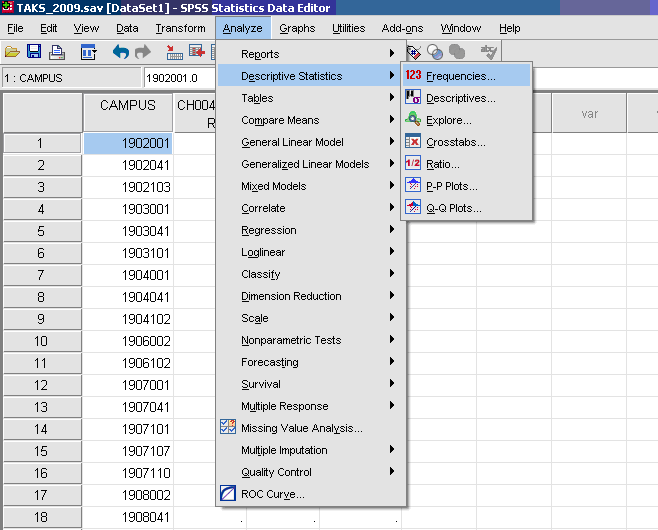 TAKS_2009.sav [DataSet1] - SPSS Statistics Data Editor
File Edit View Data Transform Analyze Graphs Utilities Add-ons Window Help
1 : CAMPUS 1902001.0
CAMPUS CH004 R var
1 1902001
2 1902041
3 1902103
4 1903001
5 1903041
6 1903101
7 1904001
8 1904041
9 1904102
10 1906002
11 1906102
12 1907001
13 1907041
14 1907101
15 1907107
16 1907110
17 1908002
18 1908041 . . .
Reports
Descriptive Statistics
Tables
Compare Means
General Linear Model
Generalized Linear Models
Mixed Models
Correlate
Regression
Loglinear
Classify
Dimension Reduction
Scale
Nonparametric Tests
Forecasting
Survival
Multiple Response
Missing Value Analysis...
Multiple Imputation
Quality Control
ROC Curve...
123 Frequencies...
Descriptives...
Explore...
Crosstabs...
1/2 Ratio...
P-P Plots...
Q-Q Plots...